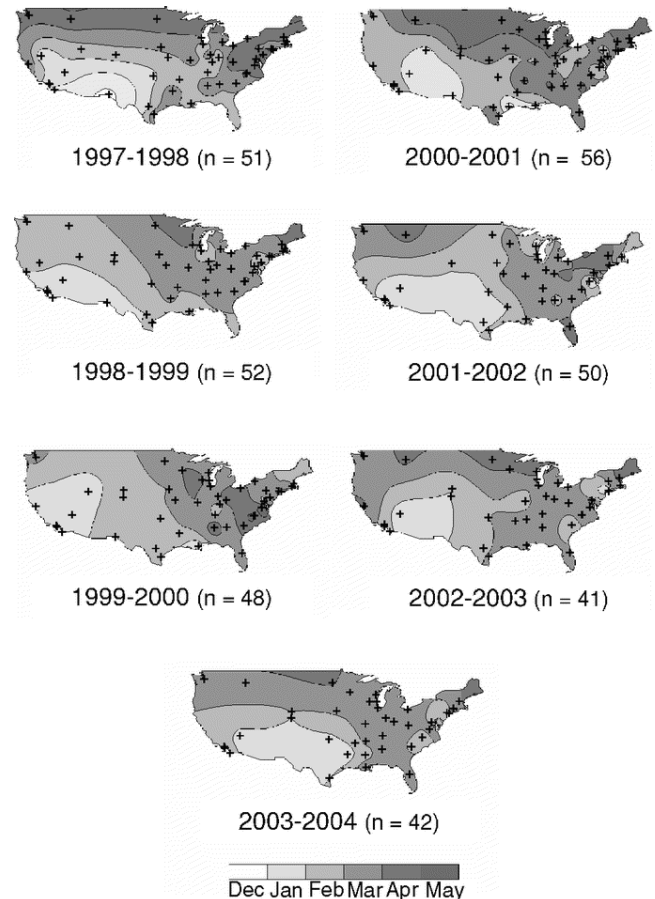 1997-1998 (n = 51)
2000-2001 (n = 56)
1998-1999 (n = 52)
2001-2002 (n = 50)
1999-2000 (n = 48)
2002-2003 (n = 41)
2003-2004 (n = 42)
Dec Jan Feb Mar Apr May